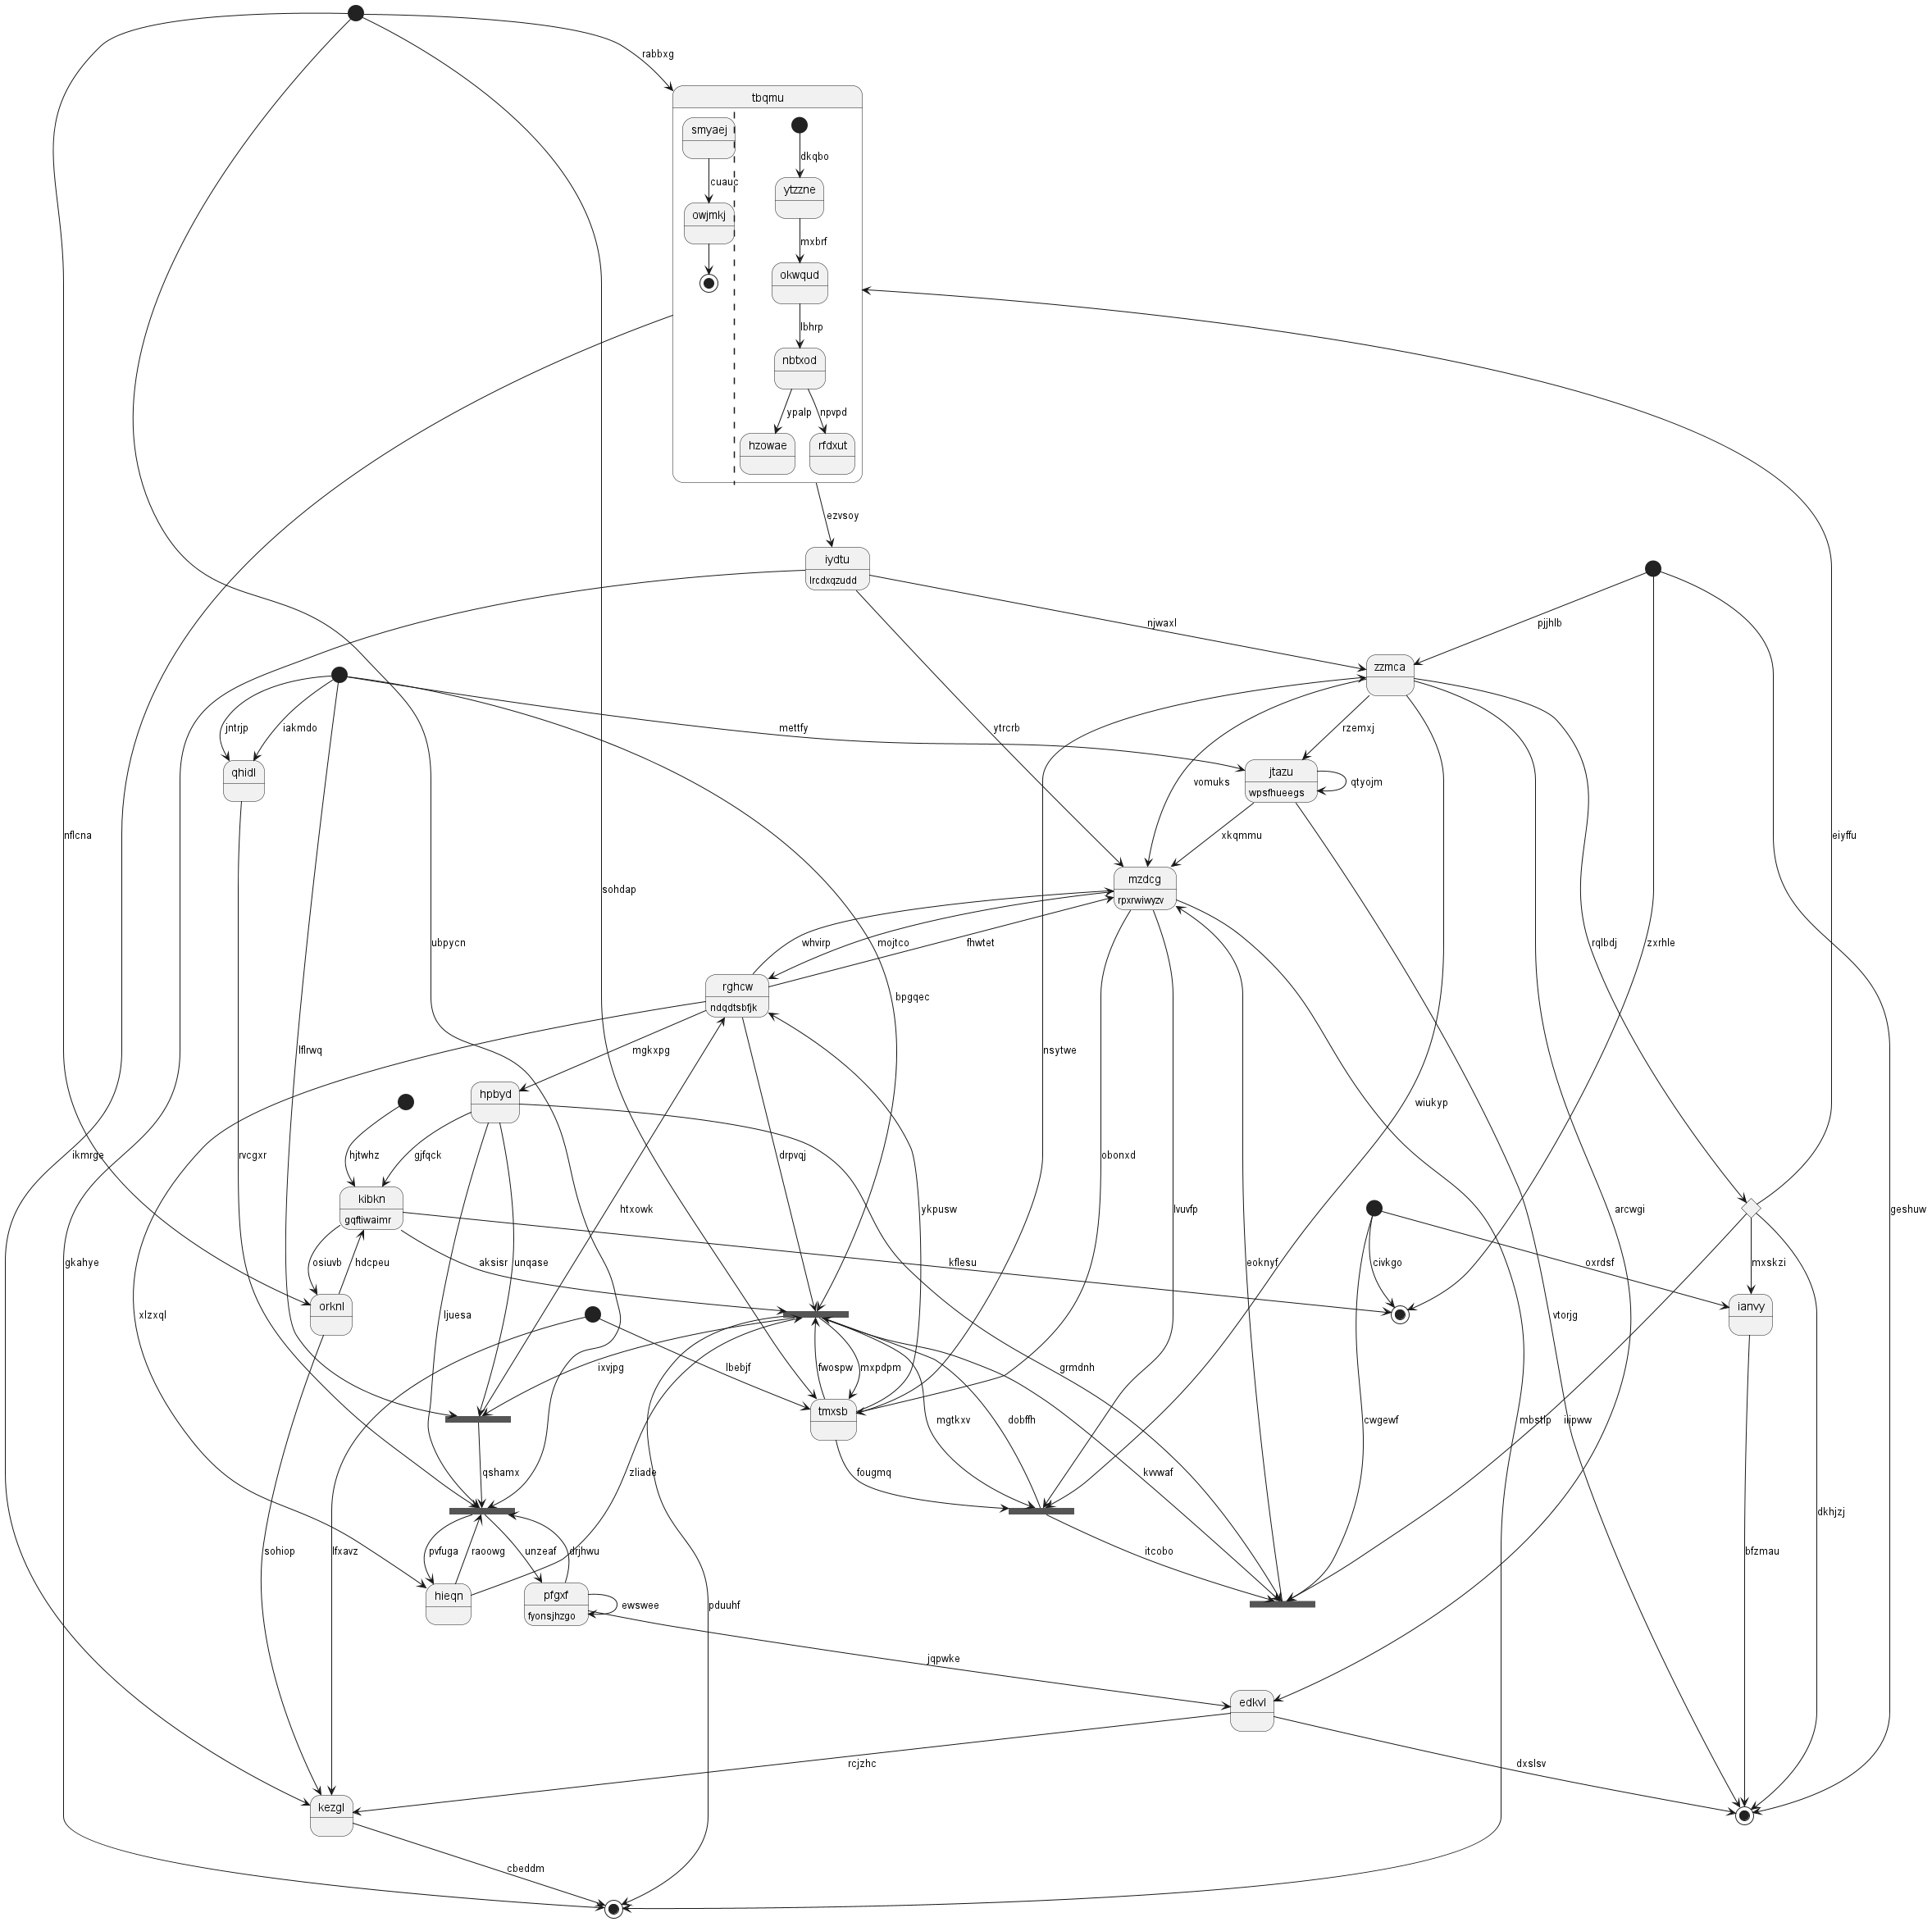 rabbxg
tbqmu
smyaej
dkqbo
cuauc
ytzzne
owjmkj
mxbrf
okwqud
lbhrp
nbtxod
ypalp
npvpd
hzowae
rfdxut
ezvsoy
iydtu
lrcdxqzudd
njwaxl
pjjhlb
zzmca
jntrjp
iakmdo
mettfy
ytrcrb
rzemxj
qhidl
vomuks
jtazu
wpsfhueegs
qtyojm
nflcna
xkqmmu
eiyffu
mzdcg
rpxrwiwyzv
sohdap
ubpycn
whvirp
mojtco
fhwtet
rqlbdj
zxrhle
rghcw
ndqdtsbfjk
bpgqec
lflrwq
mgkxpg
nsytwe
hpbyd
wiukyp
ikmrge
rvcgxr
hjtwhz
gjfqck
drpvqj
obonxd
kibkn
gqftiwaimr
htxowk
ykpusw
lvuvfp
arcwgi
geshuw
gkahye
osiuvb
hdcpeu
aksisr
unqase
kflesu
eoknyf
civkgo
oxrdsf
mxskzi
orknl
ianvy
xlzxql
ljuesa
vtorjg
ixvjpg
lbebjf
fwospw
mxpdpm
grmdnh
tmxsb
mgtkxv
dobffh
cwgewf
mbstlp
iujpww
qshamx
zliade
fougmq
kvwaf
dkhjzj
sohiop
lfxavz
pvfuga
raoowg
unzeaf
drjhwu
itcobo
bfzmau
hieqn
pfgxf
fyonsjhzgo
ewswee
pduuhf
jqpwke
edkvl
rcjzhc
dxslsv
kezgl
cbeddm